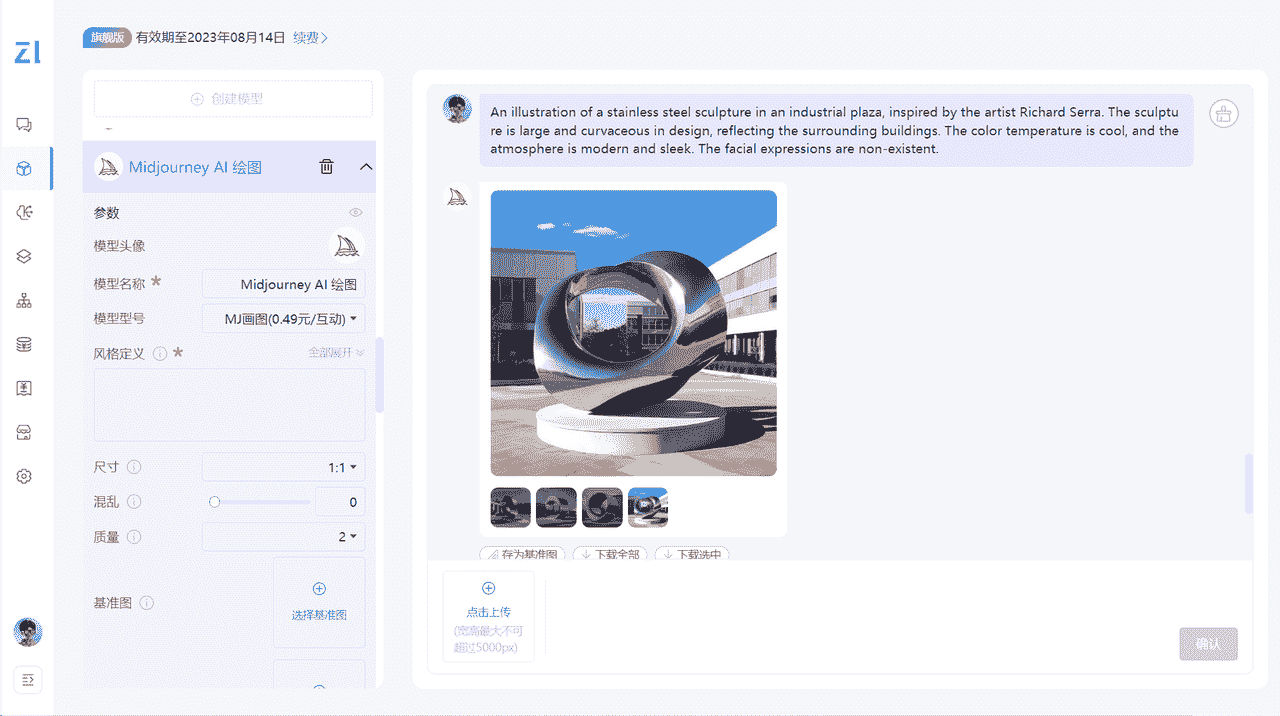 zl
旗舰版 有效期至2023年08月14日 续费
创建模型
Midjourney AI 绘图
参数
模型头像
模型名称 * Midjourney AI 绘图
模型型号 MJ画图(0.49元/互动)
风格定义 * 全部展开
尺寸 1:1
混乱 0
质量 2
基准图 选择基准图
An illustration of a stainless steel sculpture in an industrial plaza, inspired by the artist Richard Serra. The sculptu
re is large and curvaceous in design, reflecting the surrounding buildings. The color temperature is cool, and the
atmosphere is modern and sleek. The facial expressions are non-existent.
存为基准图 下载全部 下载选中
点击上传
(宽高最大不可
超过5000px)
确认